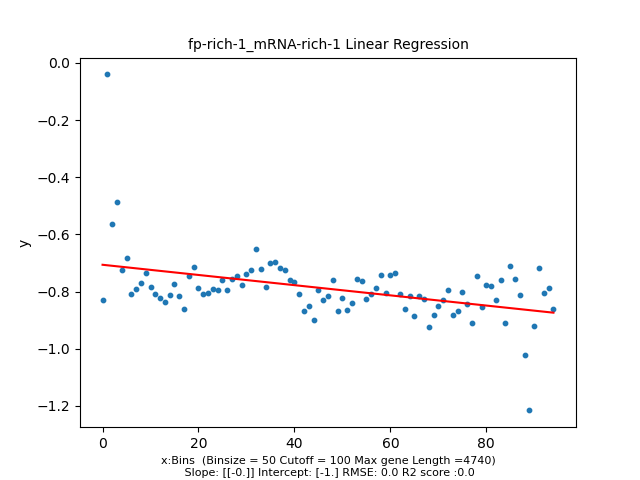 fp-rich-1_mRNA-rich-1 Linear Regression
0.0
−0.2
−0.4
−0.6
−0.8
−1.0
−1.2
y
0 20 40 60 80
x:Bins (Binsize = 50 Cutoff = 100 Max gene Length =4740)
Slope: [[-0.]] Intercept: [-1.] RMSE: 0.0 R2 score :0.0